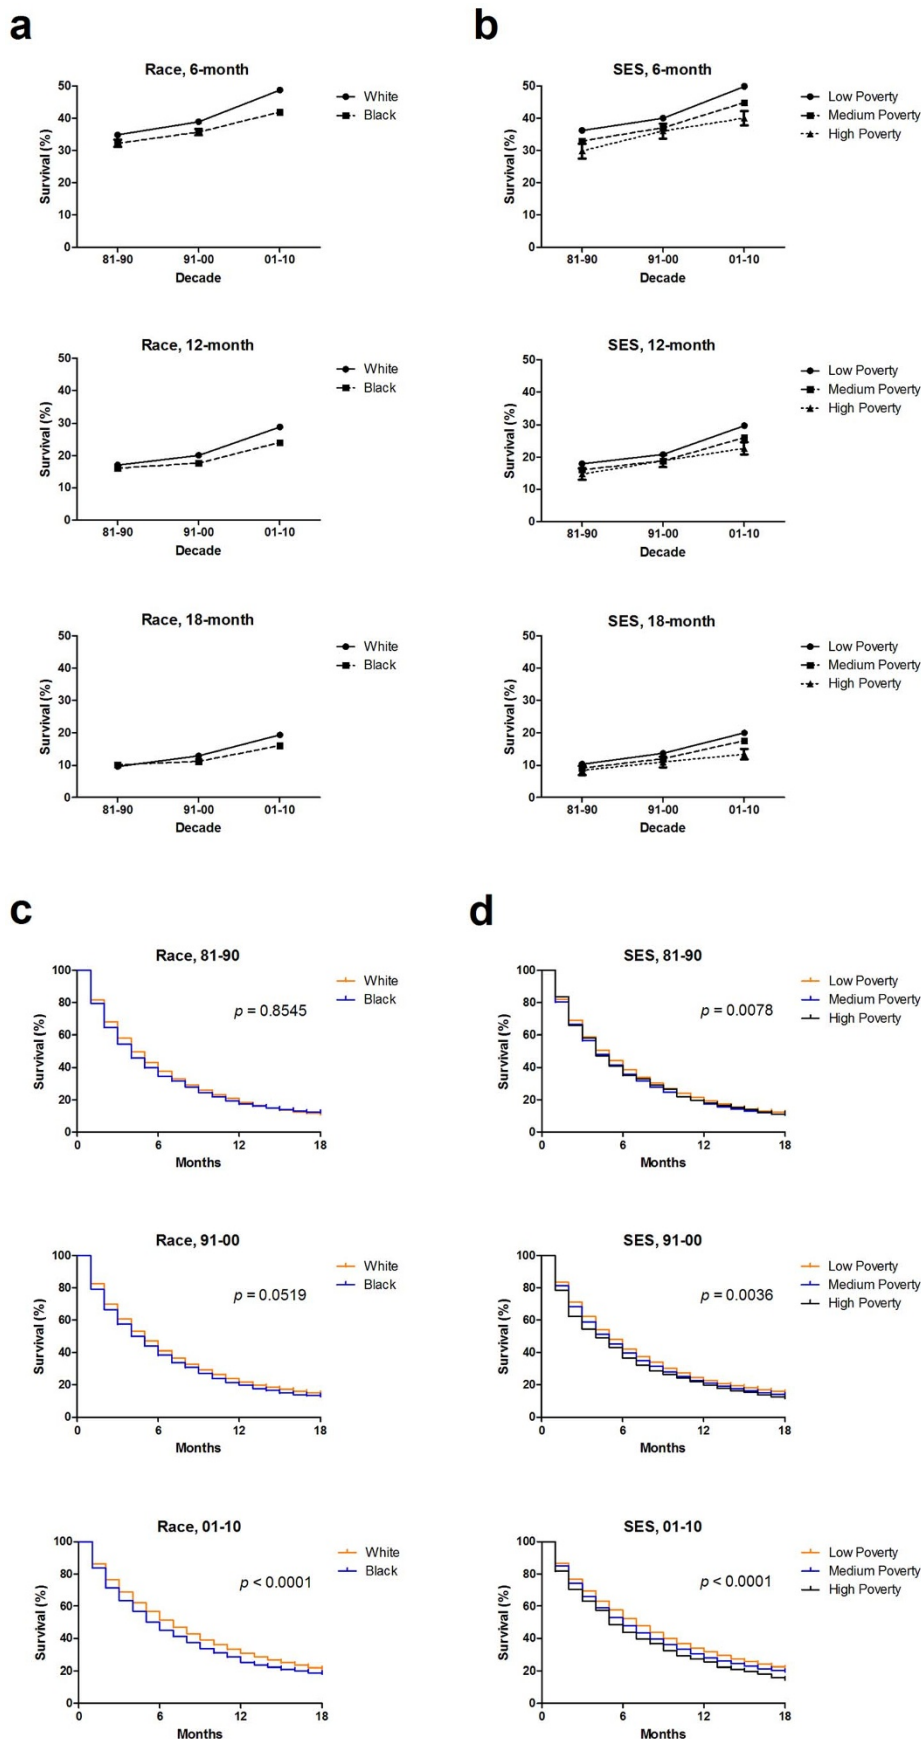 a
Race, 6-month
50
40
30
20
10
0
Survival (%)
81-90 91-00 01-10
Decade
White
Black
b
SES, 6-month
50
40
30
20
10
0
Survival (%)
81-90 91-00 01-10
Decade
Low Poverty
Medium Poverty
High Poverty
Race, 12-month
50
40
30
20
10
0
Survival (%)
81-90 91-00 01-10
Decade
White
Black
SES, 12-month
50
40
30
20
10
0
Survival (%)
81-90 91-00 01-10
Decade
Low Poverty
Medium Poverty
High Poverty
Race, 18-month
50
40
30
20
10
0
Survival (%)
81-90 91-00 01-10
Decade
White
Black
SES, 18-month
50
40
30
20
10
0
Survival (%)
81-90 91-00 01-10
Decade
Low Poverty
Medium Poverty
High Poverty
c
Race, 81-90
100
80
60
40
20
0
Survival (%)
0 6 12 18
Months
White
Black
p = 0.8545
d
SES, 81-90
100
80
60
40
20
0
Survival (%)
0 6 12 18
Months
Low Poverty
Medium Poverty
High Poverty
p = 0.0078
Race, 91-00
100
80
60
40
20
0
Survival (%)
0 6 12 18
Months
White
Black
p = 0.0519
SES, 91-00
100
80
60
40
20
0
Survival (%)
0 6 12 18
Months
Low Poverty
Medium Poverty
High Poverty
p = 0.0036
Race, 01-10
100
80
60
40
20
0
Survival (%)
0 6 12 18
Months
White
Black
p < 0.0001
SES, 01-10
100
80
60
40
20
0
Survival (%)
0 6 12 18
Months
Low Poverty
Medium Poverty
High Poverty
p < 0.0001